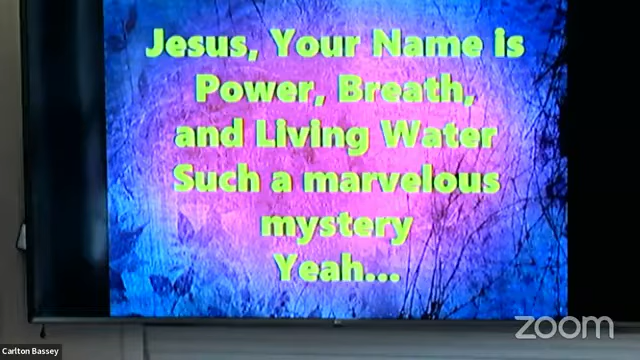 Jesus, Your Name is
Power, Breath,
and Living Water
Such a marvelous
mystery
Yeah...
zoom
Carlton Bassey